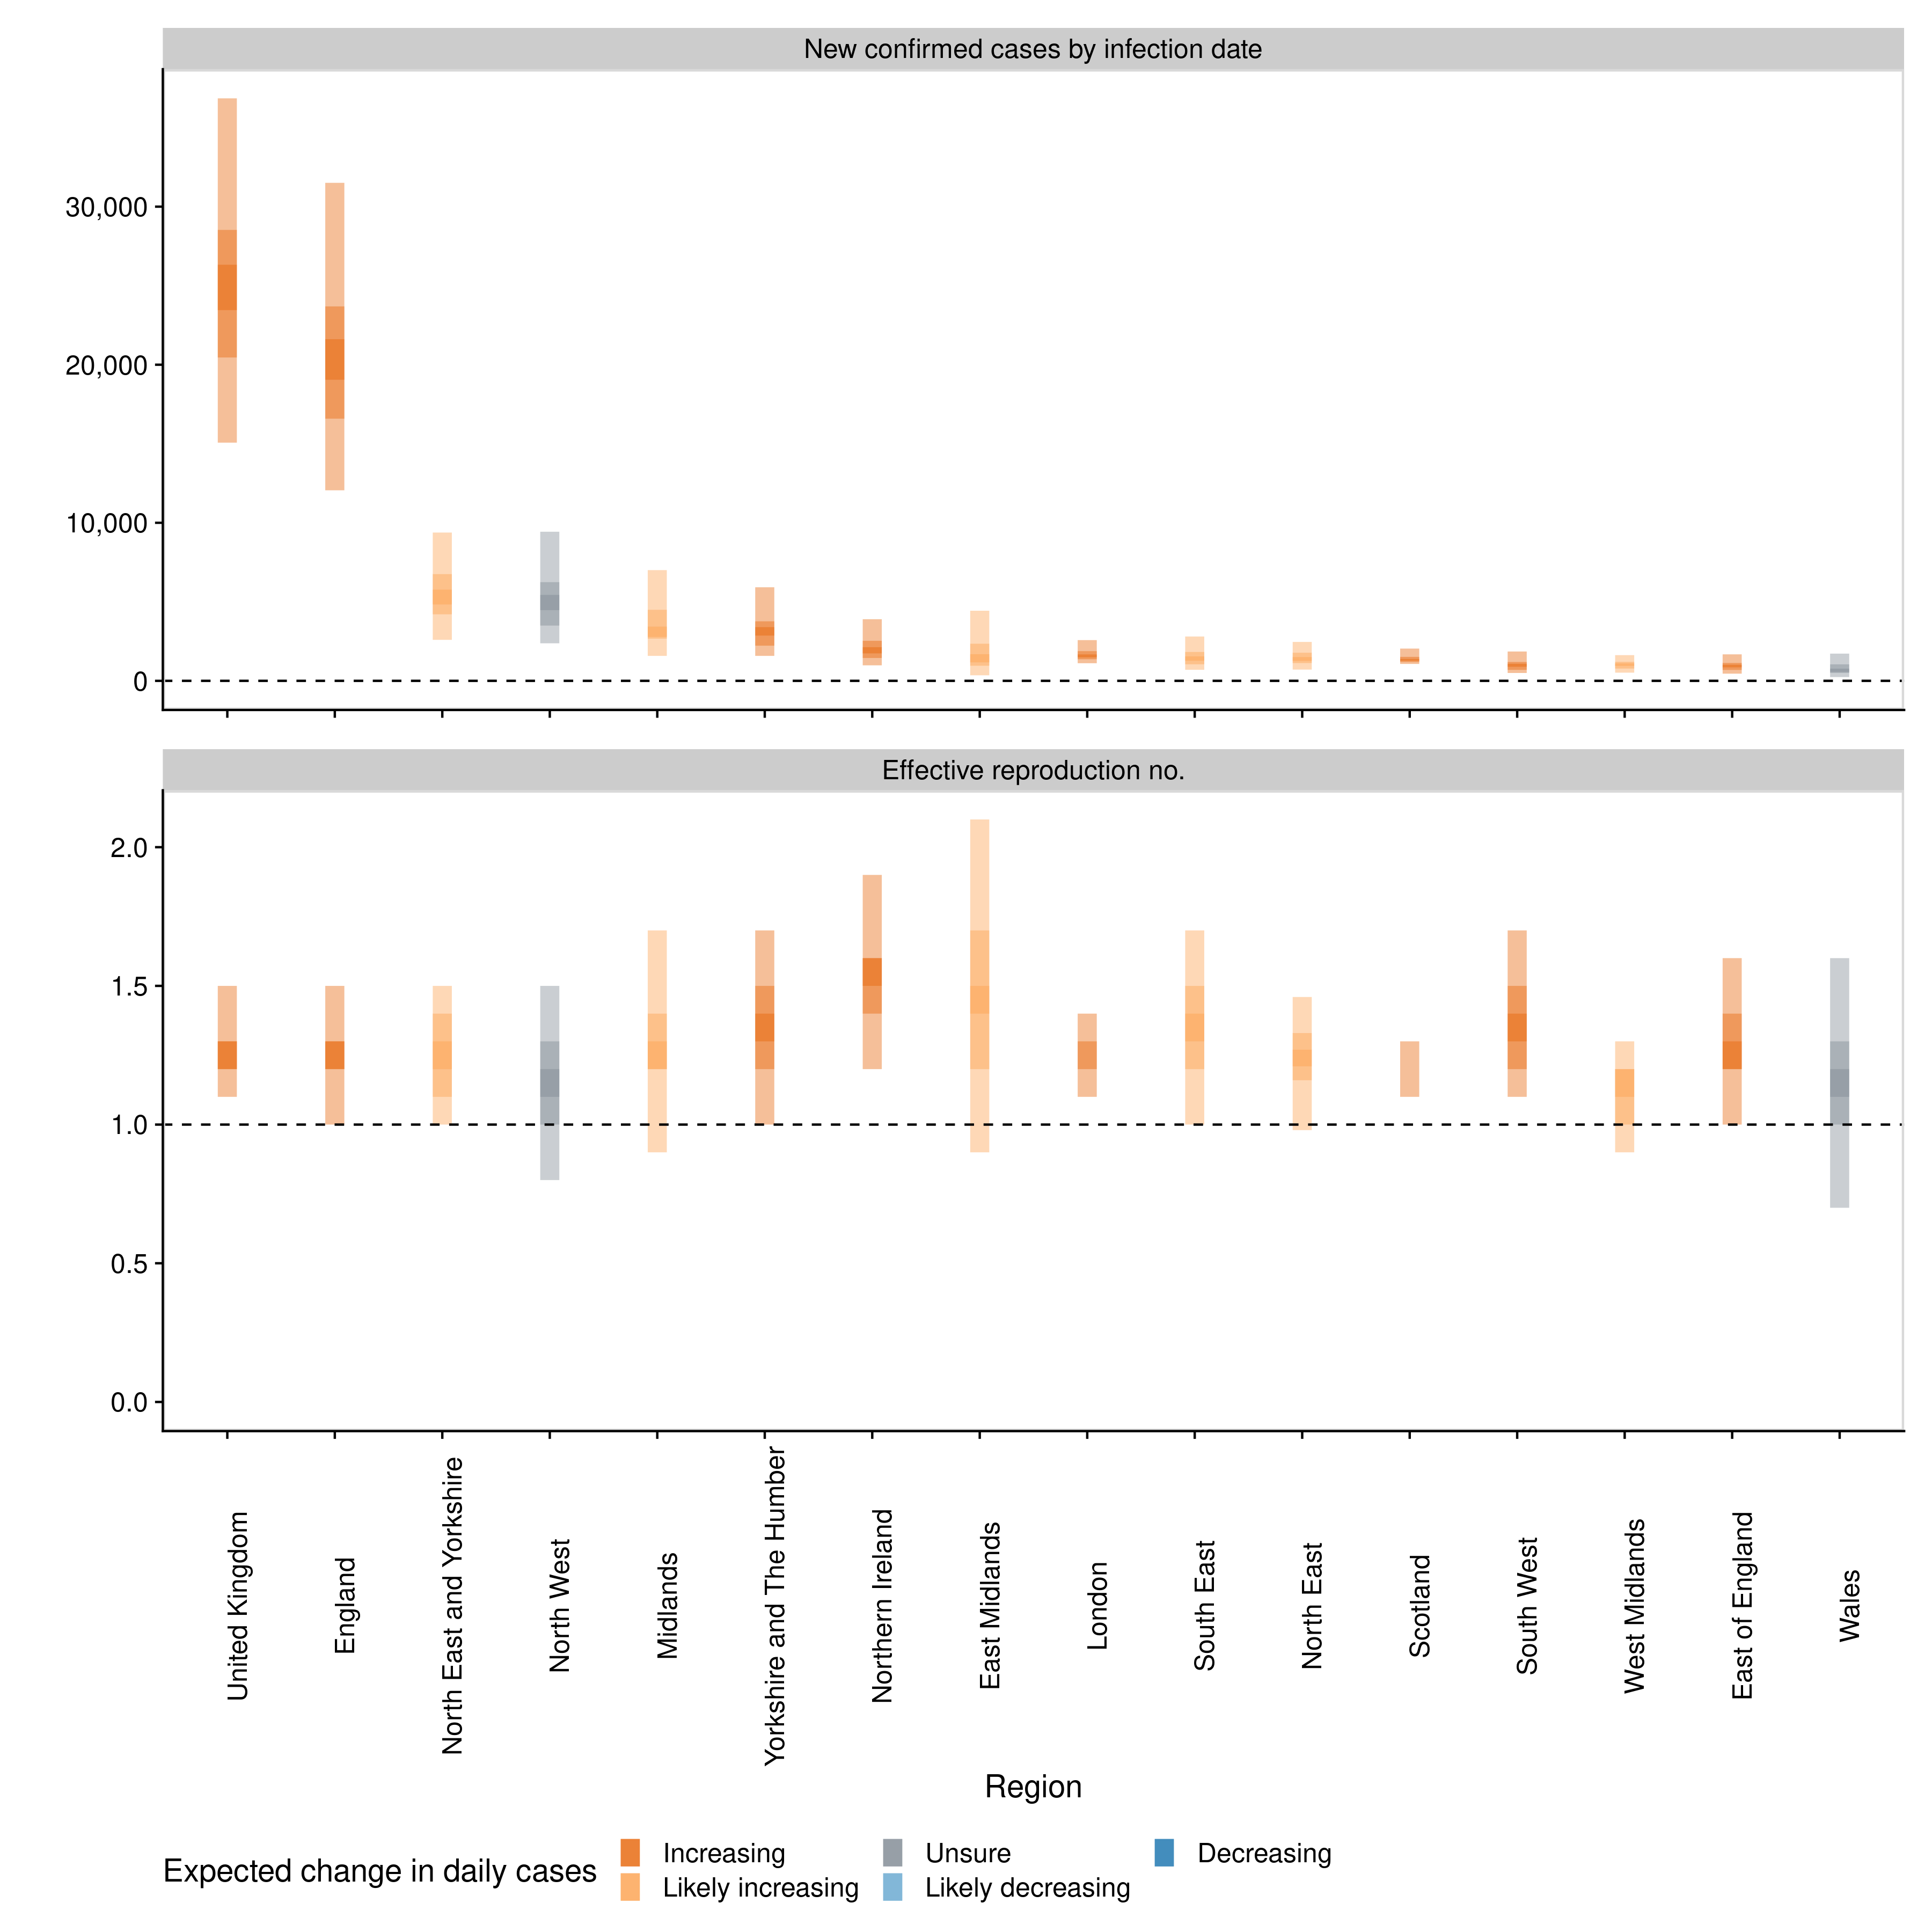 New confirmed cases by infection date
30,000
20,000
10,000
0
Effective reproduction no.
2.0
1.5
1.0
0.5
0.0
United Kingdom
England
North East and Yorkshire
North West
Midlands
Yorkshire and The Humber
Northern Ireland
East Midlands
London
South East
North East
Scotland
South West
West Midlands
East of England
Wales
Region
Expected change in daily cases
Increasing
Likely increasing
Unsure
Likely decreasing
Decreasing